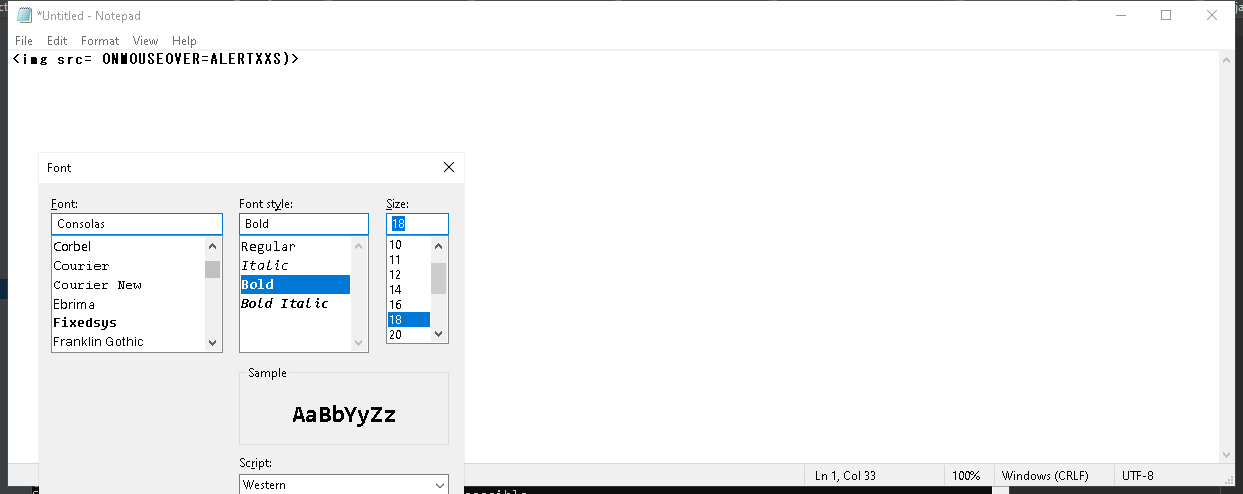 *Untitled - Notepad
File Edit Format View Help
<img src= ONMOUSEOVER=ALERTXXS)>
Font
Font: Font style: Size:
Consolas Bold 18
Corbel Regular 10
Courier Italic 11
Courier New Bold 12
Ebrima Bold Italic 14
Fixedsys 16
Franklin Gothic 18
20
Sample
AaBbYyZz
Script:
Western
Ln 1, Col 33 100% Windows (CRLF) UTF-8